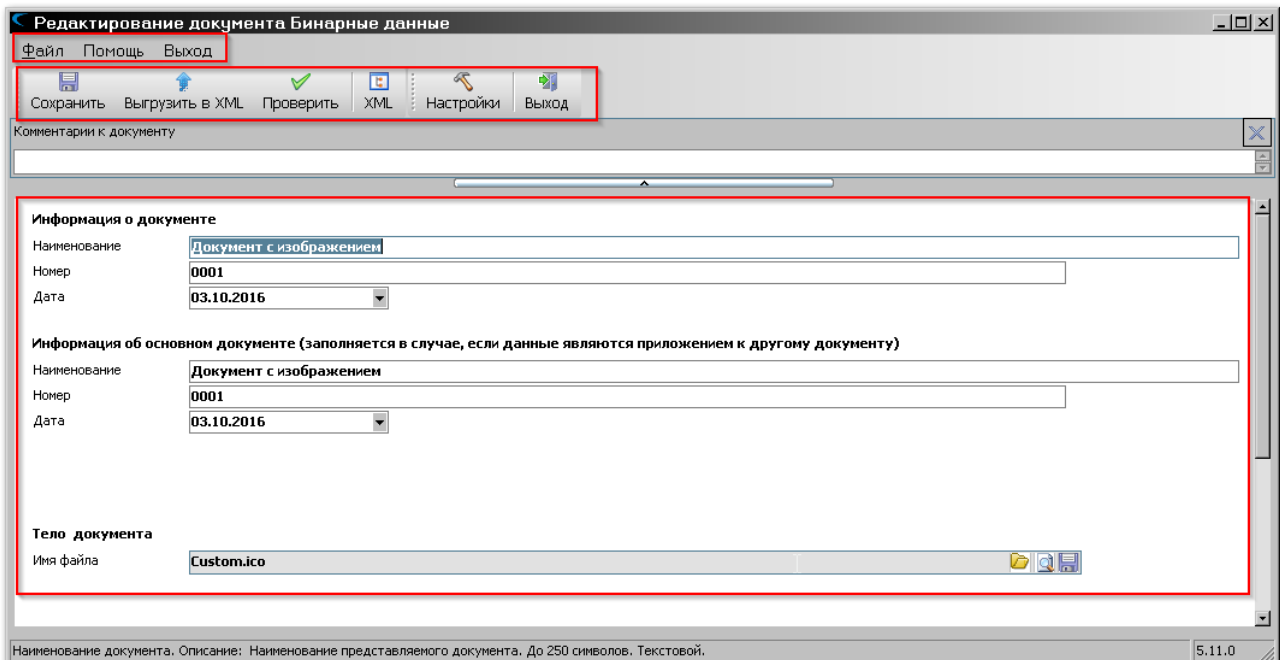 Редактирование документа Бинарные данные
Файл Помощь Выход
Сохранить Выгрузить в XML Проверить XML Настройки Выход
Комментарии к документу
Информация о документе
Наименование Документ с изображением
Номер 0001
Дата 03.10.2016
Информация об основном документе (заполняется в случае, если данные являются приложением к другому документу)
Наименование Документ с изображением
Номер 0001
Дата 03.10.2016
Тело документа
Имя файла Custom.ico
Наименование документа. Описание: Наименование представляемого документа. До 250 символов. Текстовой. 5.11.0